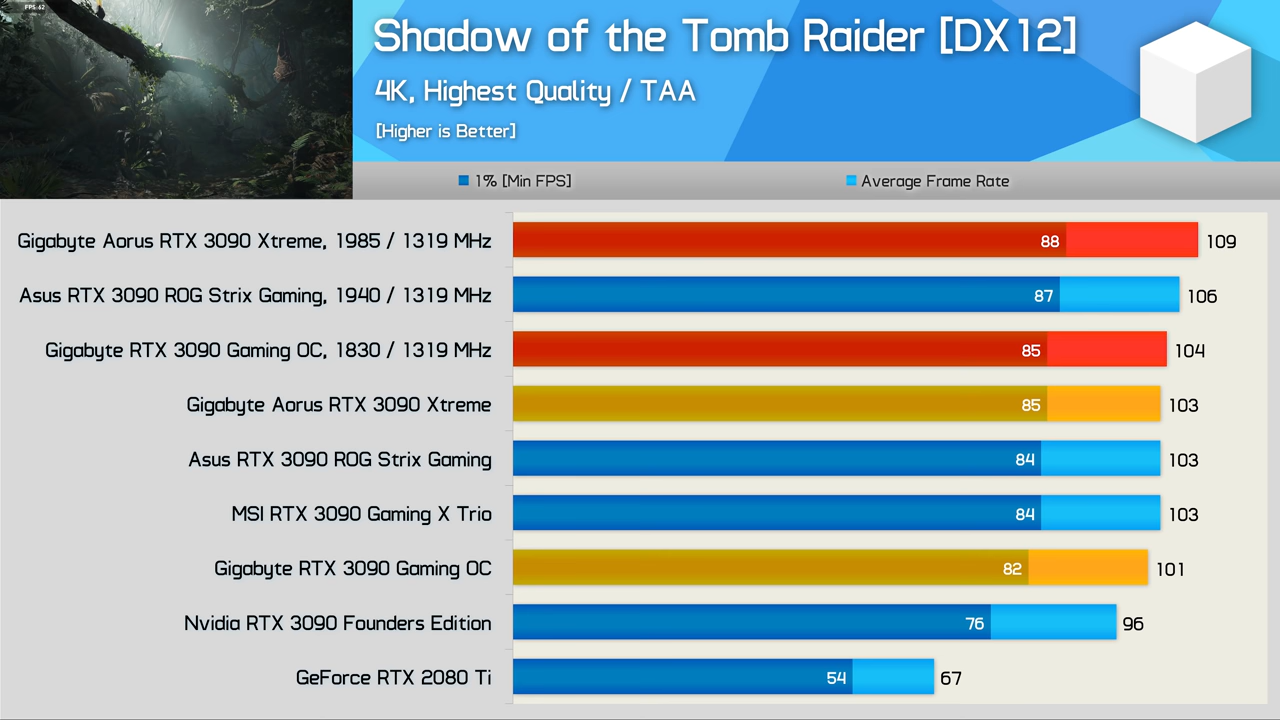 FPS 62
Shadow of the Tomb Raider [DX12]
4K, Highest Quality / TAA
[Higher is Better]
1% [Min FPS]
Average Frame Rate
Gigabyte Aorus RTX 3090 Xtreme, 1985 / 1319 MHz 88 109
Asus RTX 3090 ROG Strix Gaming, 1940 / 1319 MHz 87 106
Gigabyte RTX 3090 Gaming OC, 1830 / 1319 MHz 85 104
Gigabyte Aorus RTX 3090 Xtreme 85 103
Asus RTX 3090 ROG Strix Gaming 84 103
MSI RTX 3090 Gaming X Trio 84 103
Gigabyte RTX 3090 Gaming OC 82 101
Nvidia RTX 3090 Founders Edition 76 96
GeForce RTX 2080 Ti 54 67